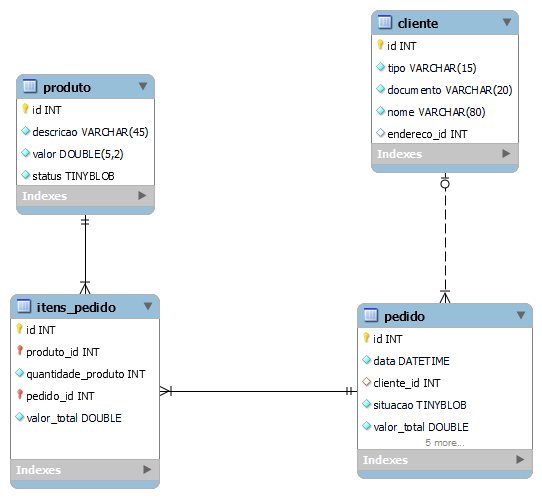 cliente
id INT
tipo VARCHAR(15)
documento VARCHAR(20)
nome VARCHAR(80)
endereco_id INT
Indexes
produto
id INT
descricao VARCHAR(45)
valor DOUBLE(5,2)
status TINYBLOB
Indexes
itens_pedido
id INT
produto_id INT
quantidade_produto INT
pedido_id INT
valor_total DOUBLE
Indexes
pedido
id INT
data DATETIME
cliente_id INT
situacao TINYBLOB
valor_total DOUBLE
5 more...
Indexes